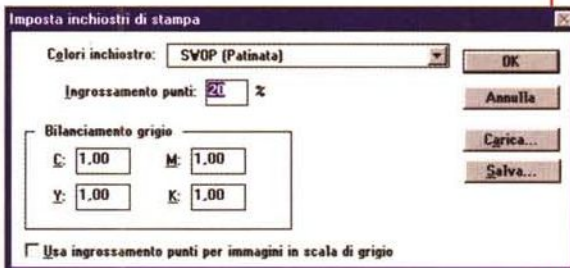 Imposta inchiostri di stampa
Colori inchiostro: SWOP (Patinata)
OK
Ingrossamento punti: 20 %
Annulla
Bilanciamento grigio
C: 1,00 M: 1,00
Carica...
Y: 1,00 K: 1,00
Salva...
Usa ingrossamento punti per immagini in scala di grigio